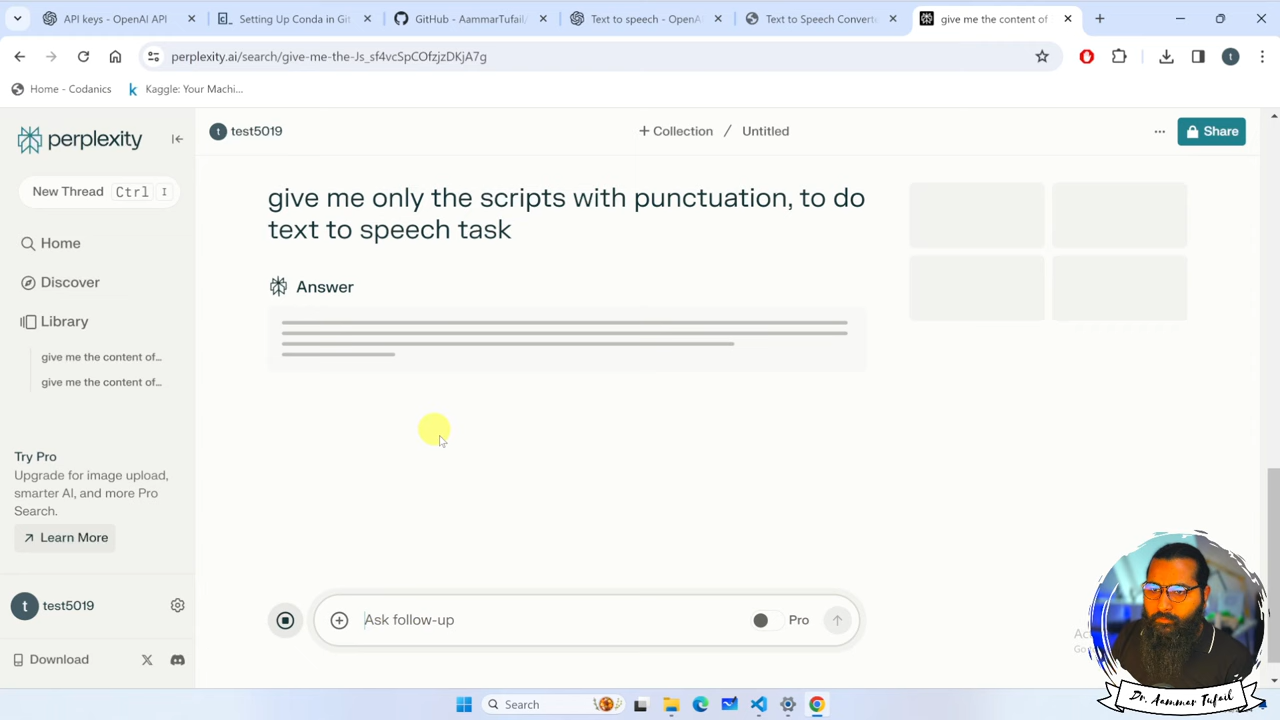 API keys - OpenAI API
Setting Up Conda in Git
GitHub - AammarTufail/
Text to speech - OpenAI
Text to Speech Converte
give me the content of
perplexity.ai/search/give-me-the-Js_sf4vcSpCOfzjzDKjA7g
t
Home - Codanics
Kaggle: Your Machi...
perplexity
t test5019
+ Collection / Untitled
... Share
New Thread Ctrl I
Home
Discover
Library
give me the content of...
give me the content of...
give me only the scripts with punctuation, to do
text to speech task
Answer
Try Pro
Upgrade for image upload,
smarter AI, and more Pro
Search.
Learn More
t test5019
Download
Ask follow-up
Pro
Search
Dr. Aammar Tufail